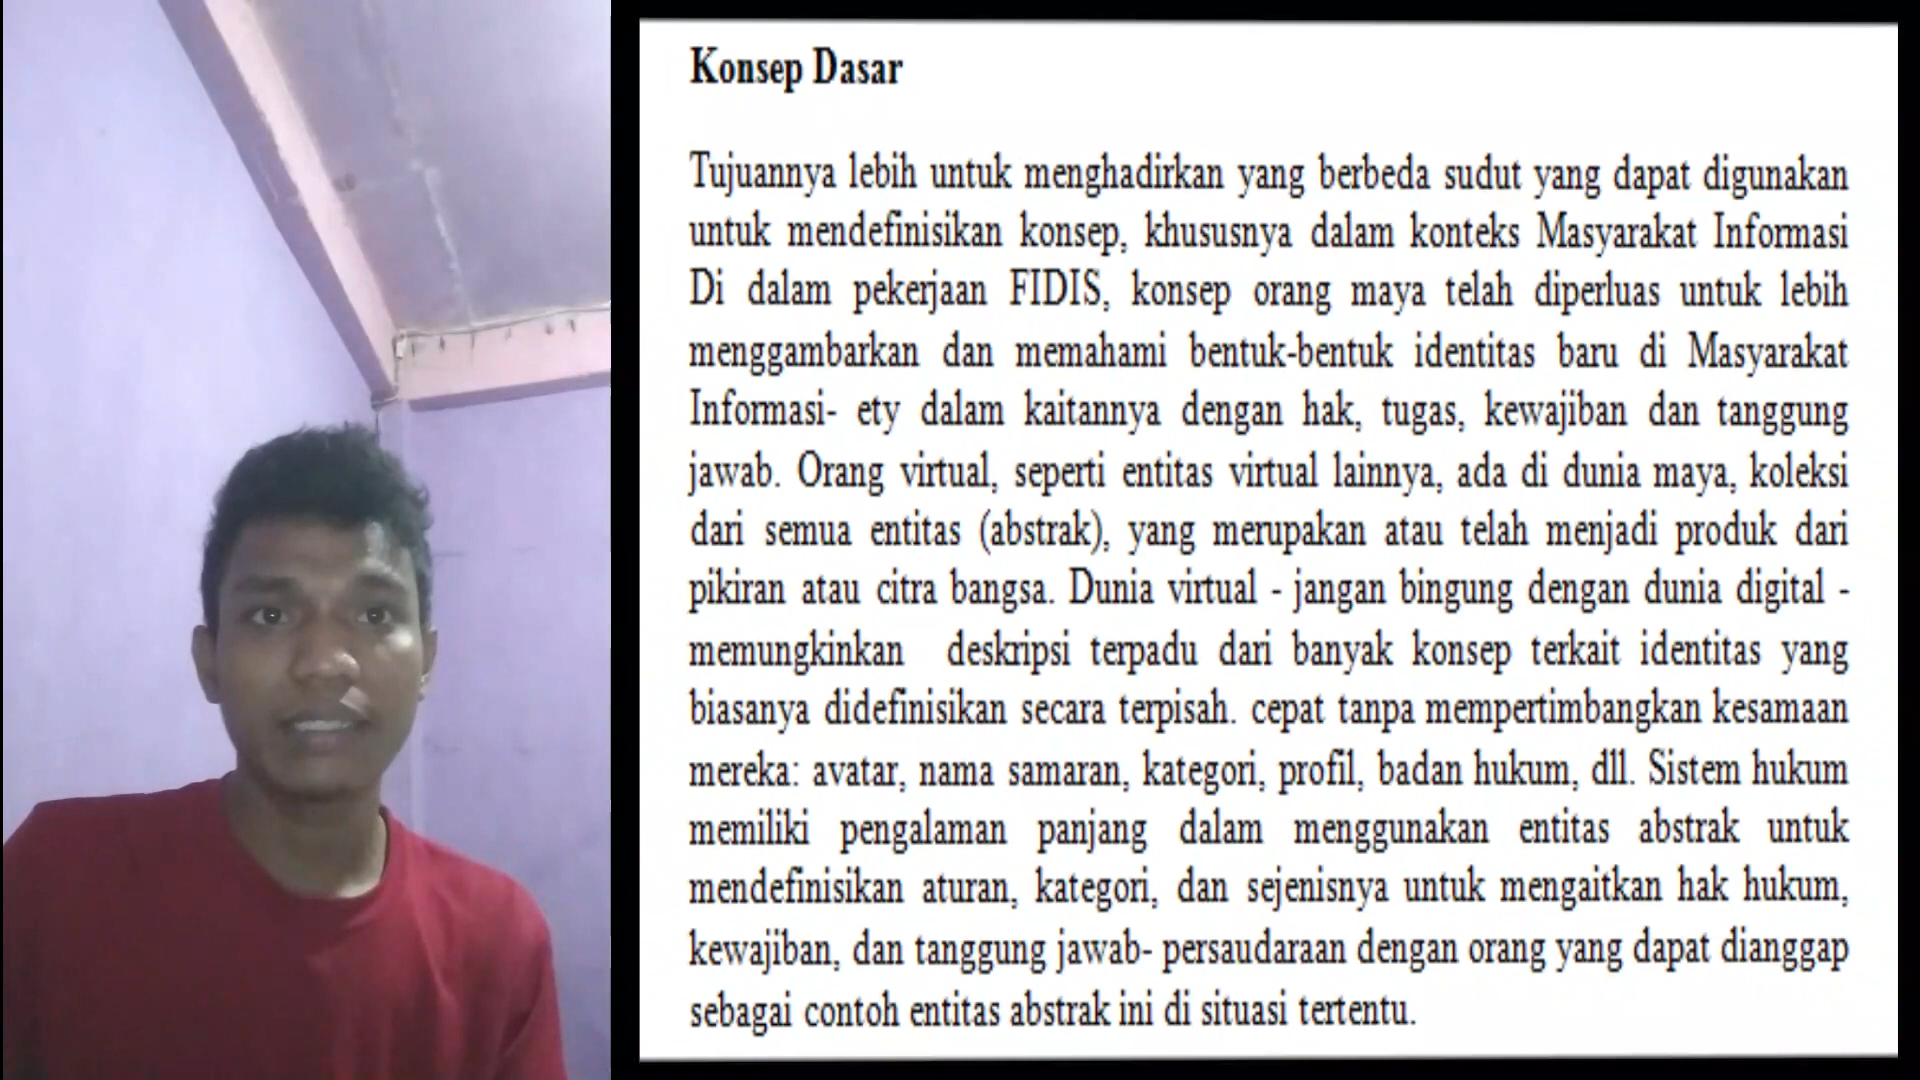 Konsep Dasar
Tujuannya lebih untuk menghadirkan yang berbeda sudut yang dapat digunakan
untuk mendefinisikan konsep, khususnya dalam konteks Masyarakat Informasi
Di dalam pekerjaan FIDIS, konsep orang maya telah diperluas untuk lebih
menggambarkan dan memahami bentuk-bentuk identitas baru di Masyarakat
Informasi- ety dalam kaitannya dengan hak, tugas, kewajiban dan tanggung
jawab. Orang virtual, seperti entitas virtual lainnya, ada di dunia maya, koleksi
dari semua entitas (abstrak), yang merupakan atau telah menjadi produk dari
pikiran atau citra bangsa. Dunia virtual - jangan bingung dengan dunia digital -
memungkinkan deskripsi terpadu dari banyak konsep terkait identitas yang
biasanya didefinisikan secara terpisah. cepat tanpa mempertimbangkan kesamaan
mereka: avatar, nama samaran, kategori, profil, badan hukum, dll. Sistem hukum
memiliki pengalaman panjang dalam menggunakan entitas abstrak untuk
mendefinisikan aturan, kategori, dan sejenisnya untuk mengaitkan hak hukum,
kewajiban, dan tanggung jawab- persaudaraan dengan orang yang dapat dianggap
sebagai contoh entitas abstrak ini di situasi tertentu.